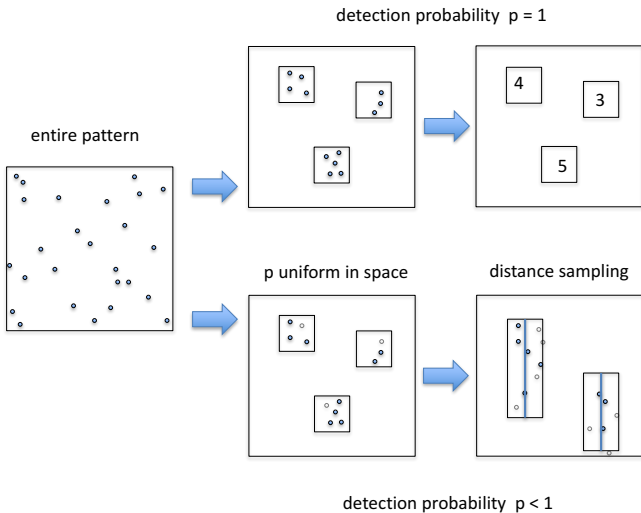 detection probability p = 1
entire pattern
4
3
5
p uniform in space
distance sampling
detection probability p < 1